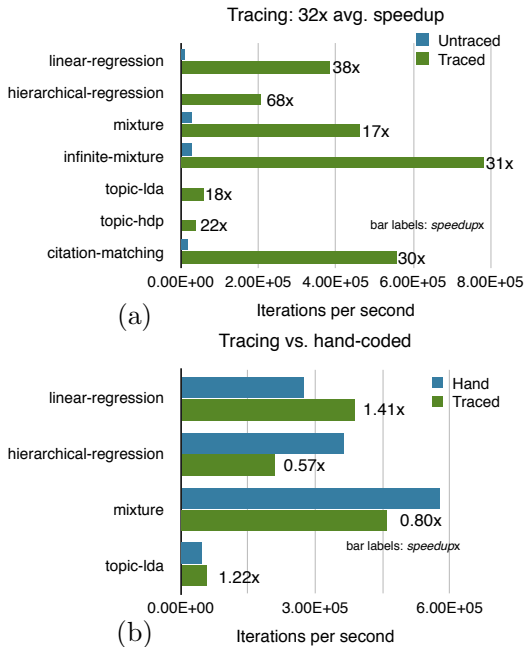 Tracing: 32x avg. speedup
Untraced
Traced
linear-regression
38x
hierarchical-regression
68x
mixture
17x
infinite-mixture
31x
topic-lda
18x
topic-hdp
22x
bar labels: speedupx
citation-matching
30x
0.00E+00 2.00E+05 4.00E+05 6.00E+05 8.00E+05
(a)
Iterations per second
Tracing vs. hand-coded
Hand
Traced
linear-regression
1.41x
hierarchical-regression
0.57x
mixture
0.80x
bar labels: speedupx
topic-lda
1.22x
0.00E+00 3.00E+05 6.00E+05
(b)
Iterations per second